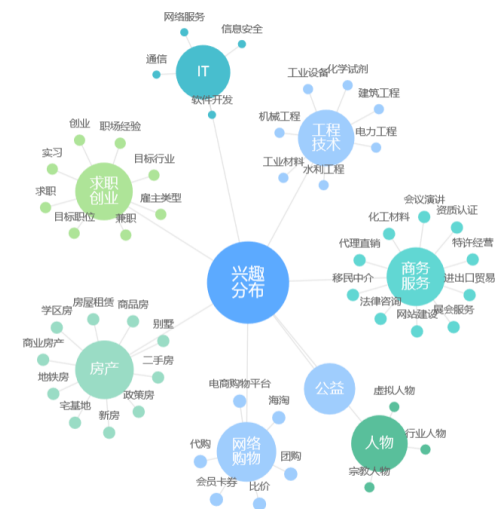 网络服务
信息安全
通信
IT
软件开发
工业设备
化学试剂
建筑工程
机械工程
工程
技术
电力工程
工业材料
水利工程
创业
职场经验
实习
目标行业
求职
创业
求职
雇主类型
目标职位
兼职
会议演讲
化工材料
资质认证
代理直销
特许经营
商务
服务
移民中介
进出口贸易
法律咨询
网站建设
展会服务
兴趣
分布
房屋租赁
商品房
学区房
别墅
商业房产
房产
二手房
地铁房
政策房
宅基地
新房
电商购物平台
海淘
代购
网络
购物
团购
会员卡券
比价
公益
虚拟人物
人物
行业人物
宗教人物